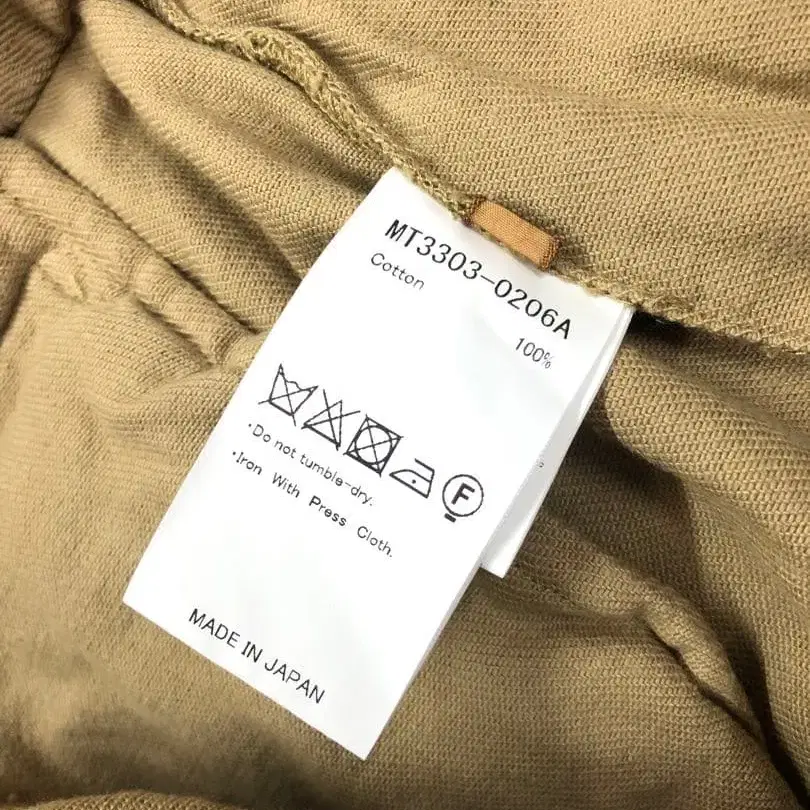 MT3303-0206A
Cotton 100%
F
·Do not tumble-dry.
·Iron With Press Cloth.
MADE IN JAPAN